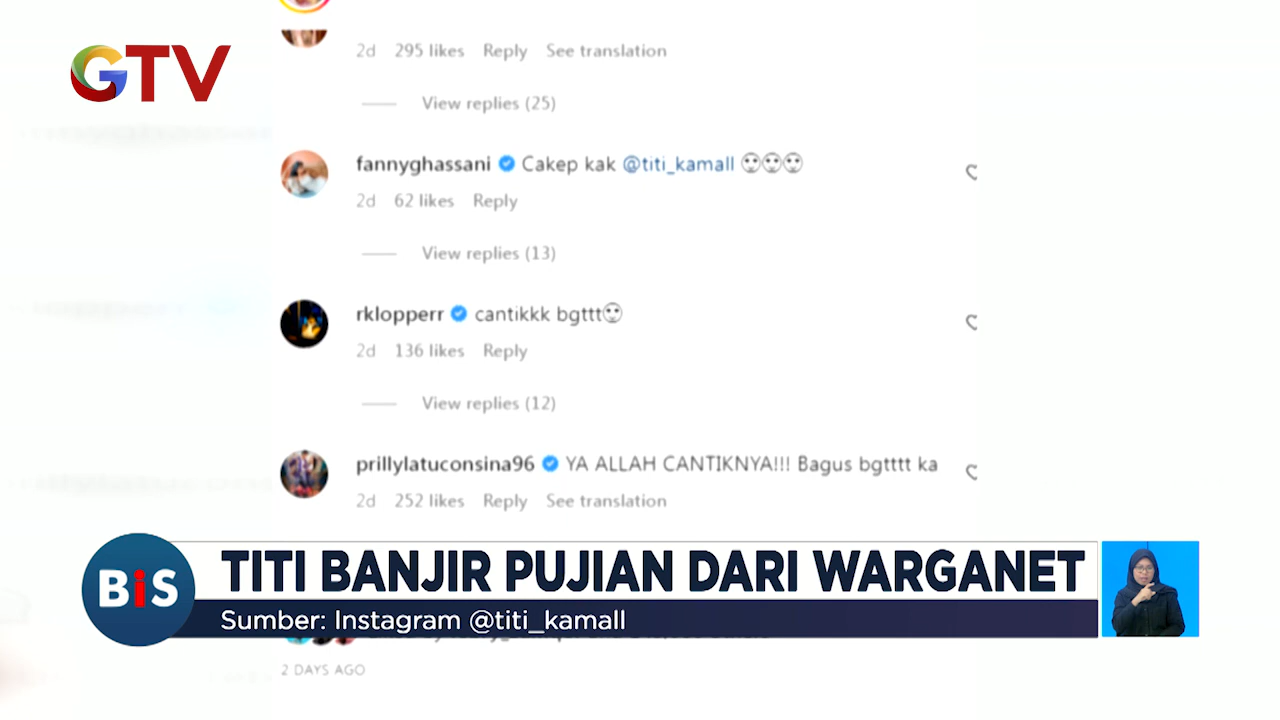 GTV
2d 295 likes Reply See translation
View replies (25)
fannyghassani Cakep kak @titi_kamall
2d 62 likes Reply
View replies (13)
rklopperr cantikkk bgttt
2d 136 likes Reply
View replies (12)
prillylatuconsina96 YA ALLAH CANTIKNYA!!! Bagus bgtttt ka
2d 252 likes Reply See translation
BiS
TITI BANJIR PUJIAN DARI WARGANET
Sumber: Instagram @titi_kamall
2 DAYS AGO